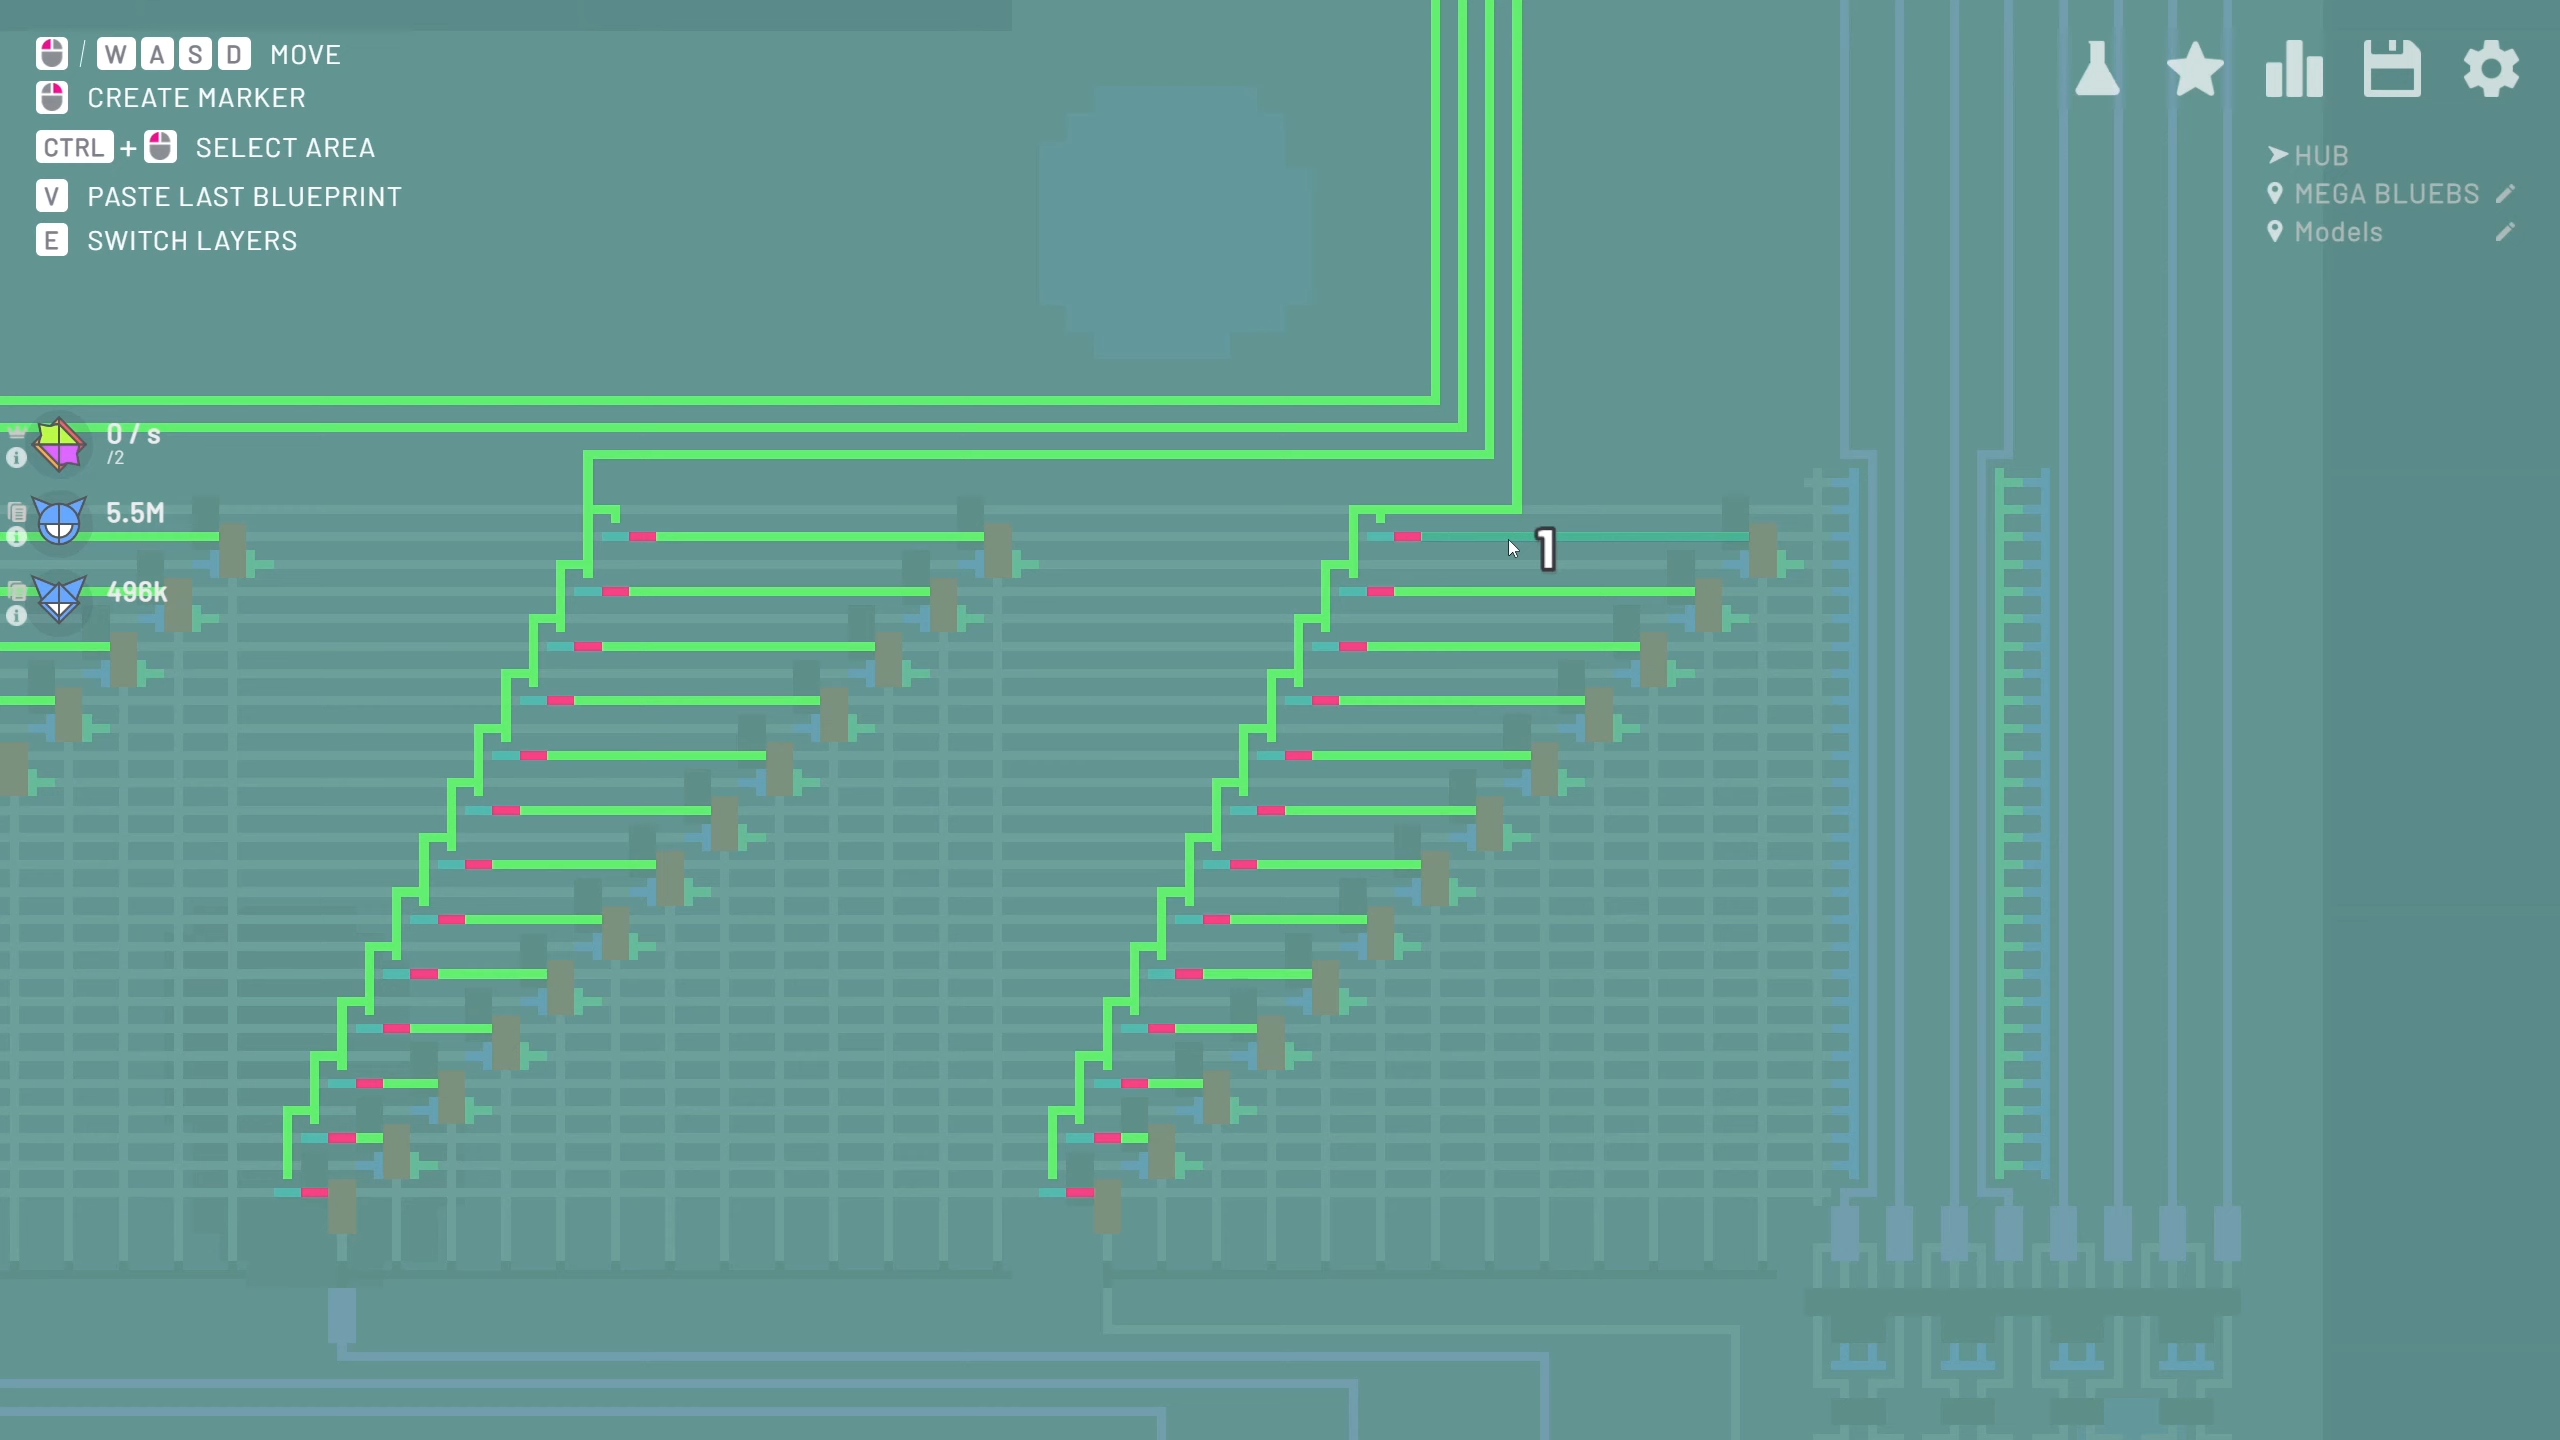 / W A S D MOVE
CREATE MARKER
CTRL + SELECT AREA
V PASTE LAST BLUEPRINT
E SWITCH LAYERS
HUB
MEGA BLUEBS
Models
0 / s
/2
5.5M
496k
1